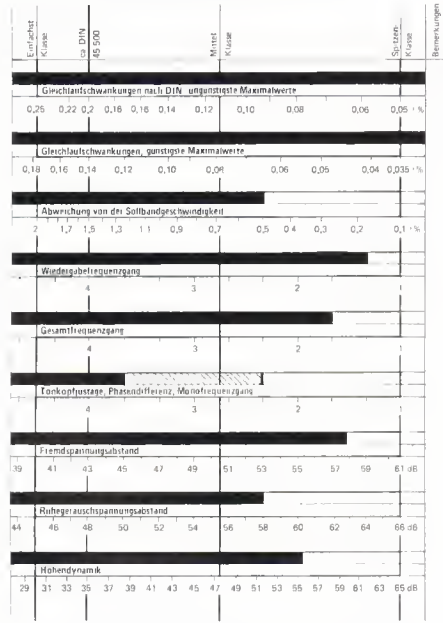 Einfachst-
Klasse
ca DIN
45 500
Mittel
Klasse
Spitzen-
Klasse
Bemerkungen
Gleichlaufschwankungen nach DIN ungünstigste Maximalwerte
0,25 0,22 0,2 0,18 0,16 0,14 0,12 0,10 0,08 0,06 0,05 ·%
Gleichlaufschwankungen, günstigste Maximalwerte
0,18 0,16 0,14 0,12 0,10 0,08 0,06 0,05 0,04 0,035 ·%
Abweichung von der Sollbandgeschwindigkeit
2 1,7 1,5 1,3 1 1 0,9 0,7 0,5 0 4 0,3 0,2 0,1 ·%
Wiedergabefrequenzgang
4 3 2 1
Gesamtfrequenzgang
4 3 2 1
Tonkopfjustage, Phasendifferenz, Monofrequenzgang
4 3 2 1
Fremdspannungsabstand
39 41 43 45 47 49 51 53 55 57 59 61 dB
Ruhegeräuschspannungsabstand
44 46 48 50 52 54 56 58 60 62 64 66 dB
Höhendynamik
29 31 33 35 37 39 41 43 45 47 49 51 53 55 57 59 61 63 65 dB